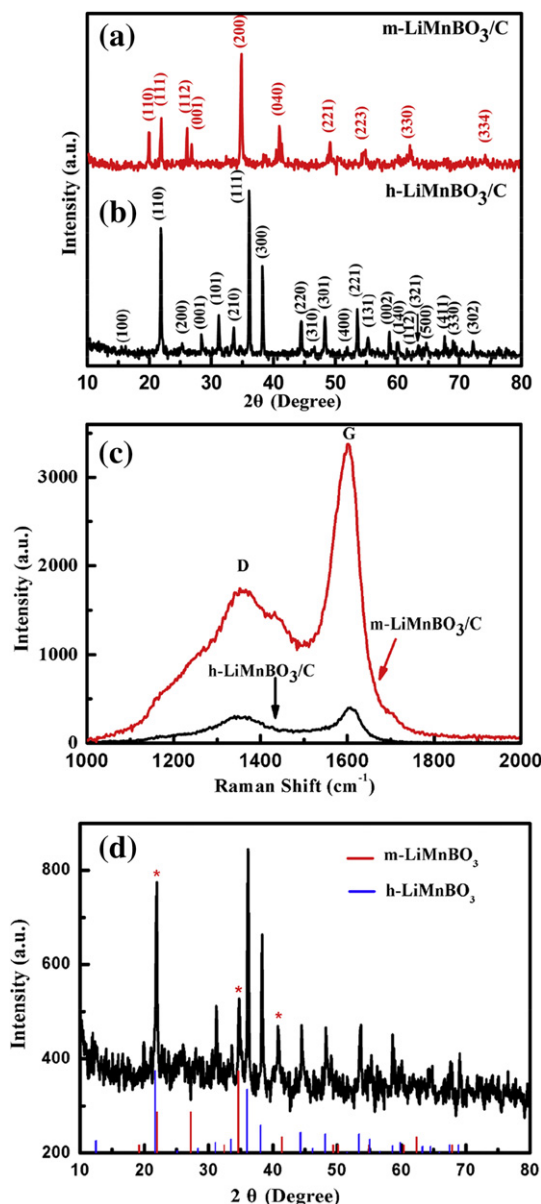 (a)
m-LiMnBO3/C
(110)
(111)
(112)
(001)
(200)
(040)
(221)
(223)
(330)
(334)
Intensity (a.u.)
(b)
h-LiMnBO3/C
(100)
(110)
(200)
(001)
(101)
(210)
(111)
(300)
(220)
(310)
(301)
(400)
(221)
(131)
(002)
(140)
(112)
(321)
(500)
(411)
(330)
(302)
10 20 30 40 50 60 70 80
2θ (Degree)
(c)
G
D
m-LiMnBO3/C
h-LiMnBO3/C
3000
2000
1000
0
Intensity (a.u.)
1000 1200 1400 1600 1800 2000
Raman Shift (cm-1)
(d)
* m-LiMnBO3
h-LiMnBO3
* *
800
600
400
200
Intensity (a.u.)
10 20 30 40 50 60 70 80
2 θ (Degree)